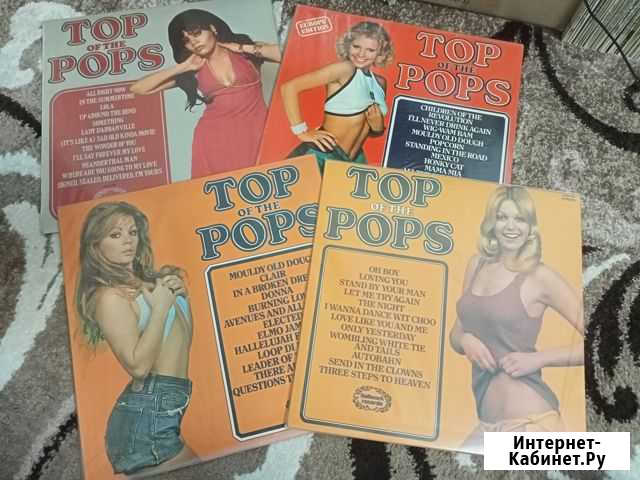 TOP
OF THE
POPS
ALL RIGHT NOW
IN THE SUMMERTIME
LOLA
UP AROUND THE BEND
SOMETHING
LADY D'ARBANVILLE
(IT'S LIKE A) SAD OLD KINDA MOVIE
THE WONDER OF YOU
I'LL SAY FOREVER MY LOVE
NEANDERTHAL MAN
WHERE ARE YOU GOING TO MY LOVE
SIGNED, SEALED, DELIVERED, I'M YOURS
EUROPE
EDITION
TOP
OF THE
POPS
CHILDREN OF THE
REVOLUTION
I'LL NEVER DRINK AGAIN
WIG-WAM BAM
MOULDY OLD DOUGH
POPCORN
STANDING IN THE ROAD
MEXICO
HONKY CAT
MAMA MIA
TOP
OF THE
POPS
MOULDY OLD DOUG
CLAIR
IN A BROKEN DRE
DONNA
BURNING LO
AVENUES AND ALL
ELECTED
ELMO JAM
HALLELUJAH
LOOP DI
LEADER OF
THERE A
QUESTIONS T
TOP
OF THE
POPS
OH BOY
LOVING YOU
STAND BY YOUR MAN
LET ME TRY AGAIN
THE NIGHT
I WANNA DANCE WIT CHOO
LOVE LIKE YOU AND ME
ONLY YESTERDAY
WOMBLING WHITE TIE
AND TAILS
AUTOBAHN
SEND IN THE CLOWNS
THREE STEPS TO HEAVEN
hallmark
records
Интернет-
Кабинет.Ру